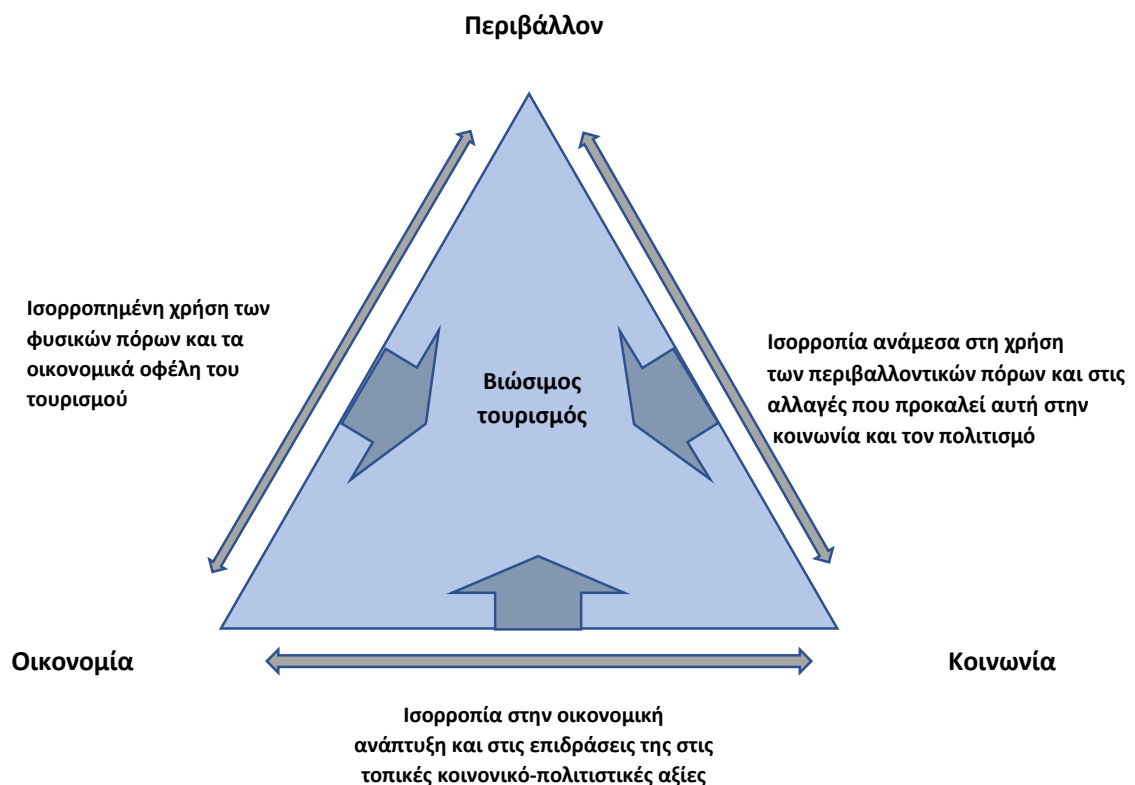 Περιβάλλον
Ισορροπημένη χρήση των
φυσικών πόρων και τα
οικονομικά οφέλη του
τουρισμού
Βιώσιμος
τουρισμός
Ισορροπία ανάμεσα στη χρήση
των περιβαλλοντικών πόρων και στις
αλλαγές που προκαλεί αυτή στην
κοινωνία και τον πολιτισμό
Οικονομία
Κοινωνία
Ισορροπία στην οικονομική
ανάπτυξη και στις επιδράσεις της στις
τοπικές κοινονικό-πολιτιστικές αξίες